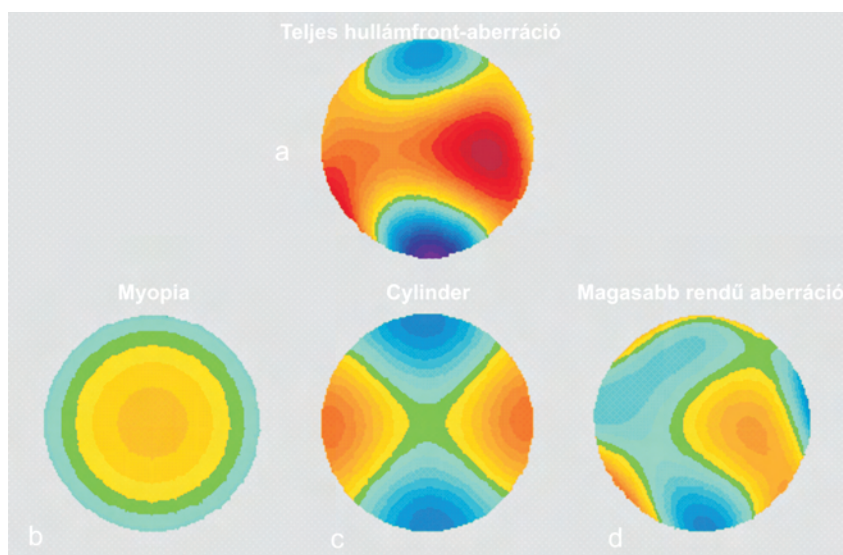 Teljes hullámfront-aberráció
a
Myopia
Cylinder
Magasabb rendű aberráció
b
c
d